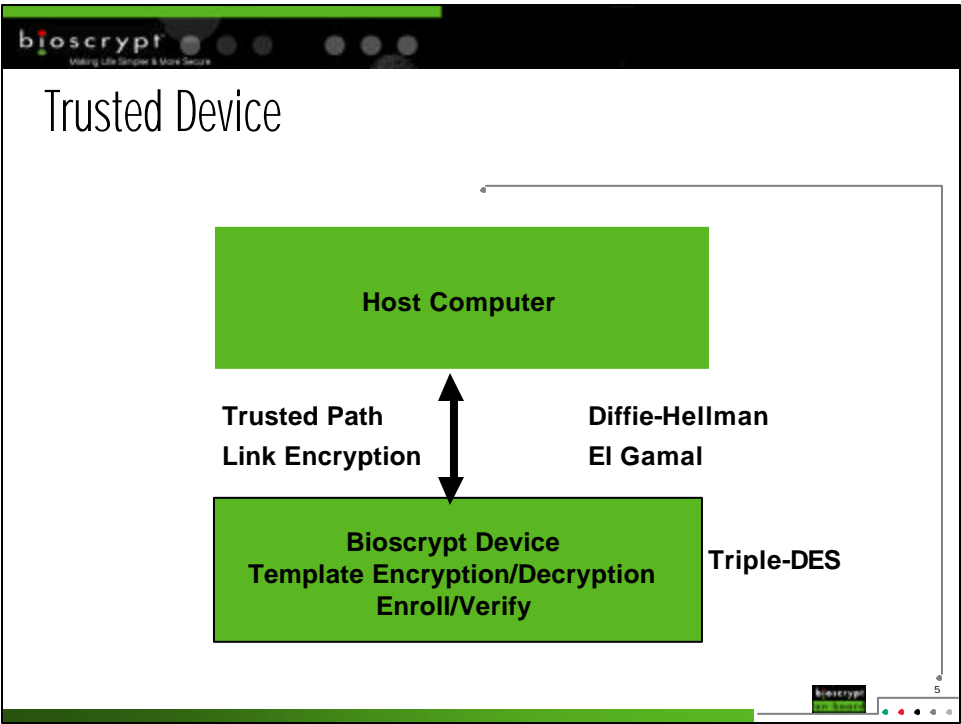 bioscrypt
Making Life Simpler & More Secure
Trusted Device
Host Computer
Trusted Path
Link Encryption
Diffie-Hellman
El Gamal
Bioscrypt Device
Template Encryption/Decryption
Enroll/Verify
Triple-DES
bioscrypt
on board
5